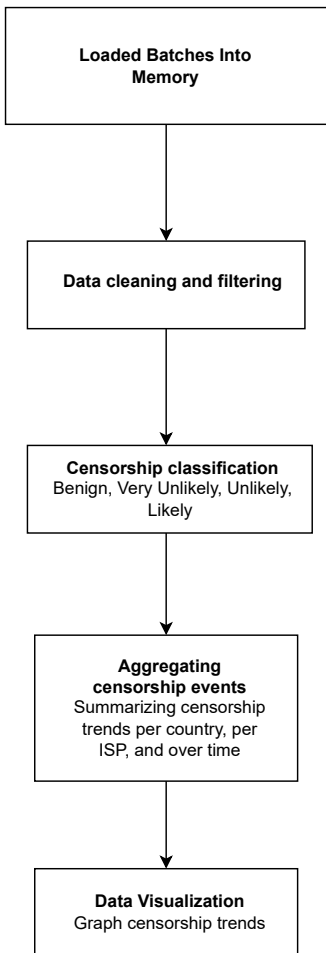 Loaded Batches Into
Memory
Data cleaning and filtering
Censorship classification
Benign, Very Unlikely, Unlikely,
Likely
Aggregating
censorship events
Summarizing censorship
trends per country, per
ISP, and over time
Data Visualization
Graph censorship trends